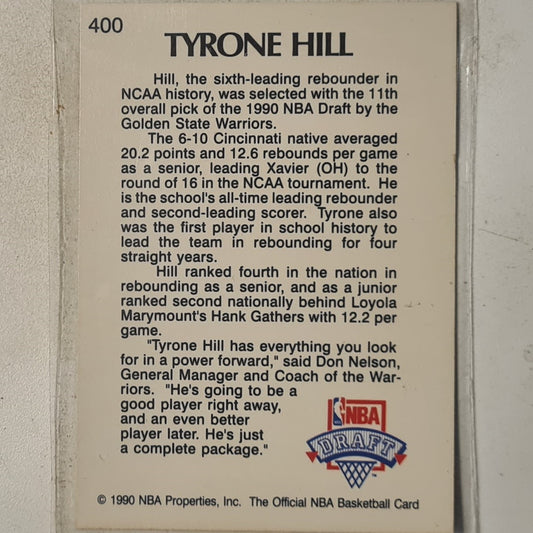 400
TYRONE HILL
Hill, the sixth-leading rebounder in
NCAA history, was selected with the 11th
overall pick of the 1990 NBA Draft by the
Golden State Warriors.
The 6-10 Cincinnati native averaged
20.2 points and 12.6 rebounds per game
as a senior, leading Xavier (OH) to the
round of 16 in the NCAA tournament. He
is the school's all-time leading rebounder
and second-leading scorer. Tyrone also
was the first player in school history to
lead the team in rebounding for four
straight years.
Hill ranked fourth in the nation in
rebounding as a senior, and as a junior
ranked second nationally behind Loyola
Marymount's Hank Gathers with 12.2 per
game.
"Tyrone Hill has everything you look
for in a power forward," said Don Nelson,
General Manager and Coach of the War-
riors. "He's going to be a
good player right away,
and an even better
player later. He's just
a complete package."
NBA
DRAFT
™
© 1990 NBA Properties, Inc. The Official NBA Basketball Card